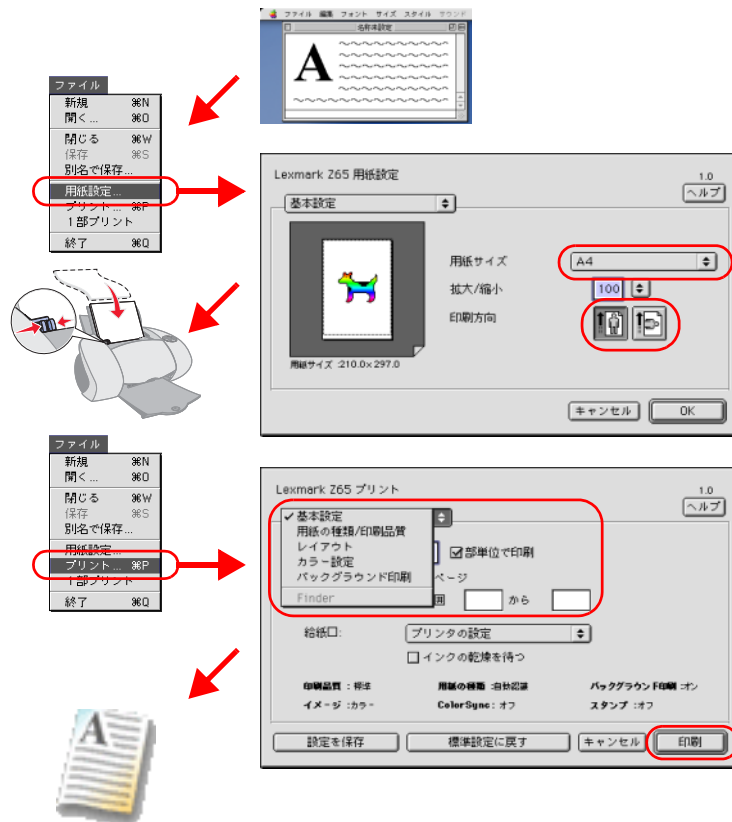 ファイル 編集 フォント サイズ スタイル サウンド
名称未設定
A
ファイル
新規 ⌘N
開く... ⌘O
閉じる ⌘W
保存 ⌘S
別名で保存...
用紙設定...
プリント... ⌘P
1部プリント
終了 ⌘Q
Lexmark Z65 用紙設定
1.0
ヘルプ
基本設定
用紙サイズ A4
拡大/縮小 100
印刷方向
用紙サイズ :210.0×297.0
キャンセル OK
ファイル
新規 ⌘N
開く... ⌘O
閉じる ⌘W
保存 ⌘S
別名で保存...
用紙設定...
プリント... ⌘P
1部プリント
終了 ⌘Q
Lexmark Z65 プリント
1.0
ヘルプ
✓基本設定
用紙の種類/印刷品質
レイアウト
カラー設定
バックグラウンド印刷
Finder
部単位で印刷
ページ
囲 から
給紙口: プリンタの設定
インクの乾燥を待つ
印刷品質 : 標準 用紙の種類 :自動認識 バックグラウンド印刷 :オン
イメージ :カラー ColorSync : オフ スタンプ :オフ
設定を保存 標準設定に戻す キャンセル 印刷
A